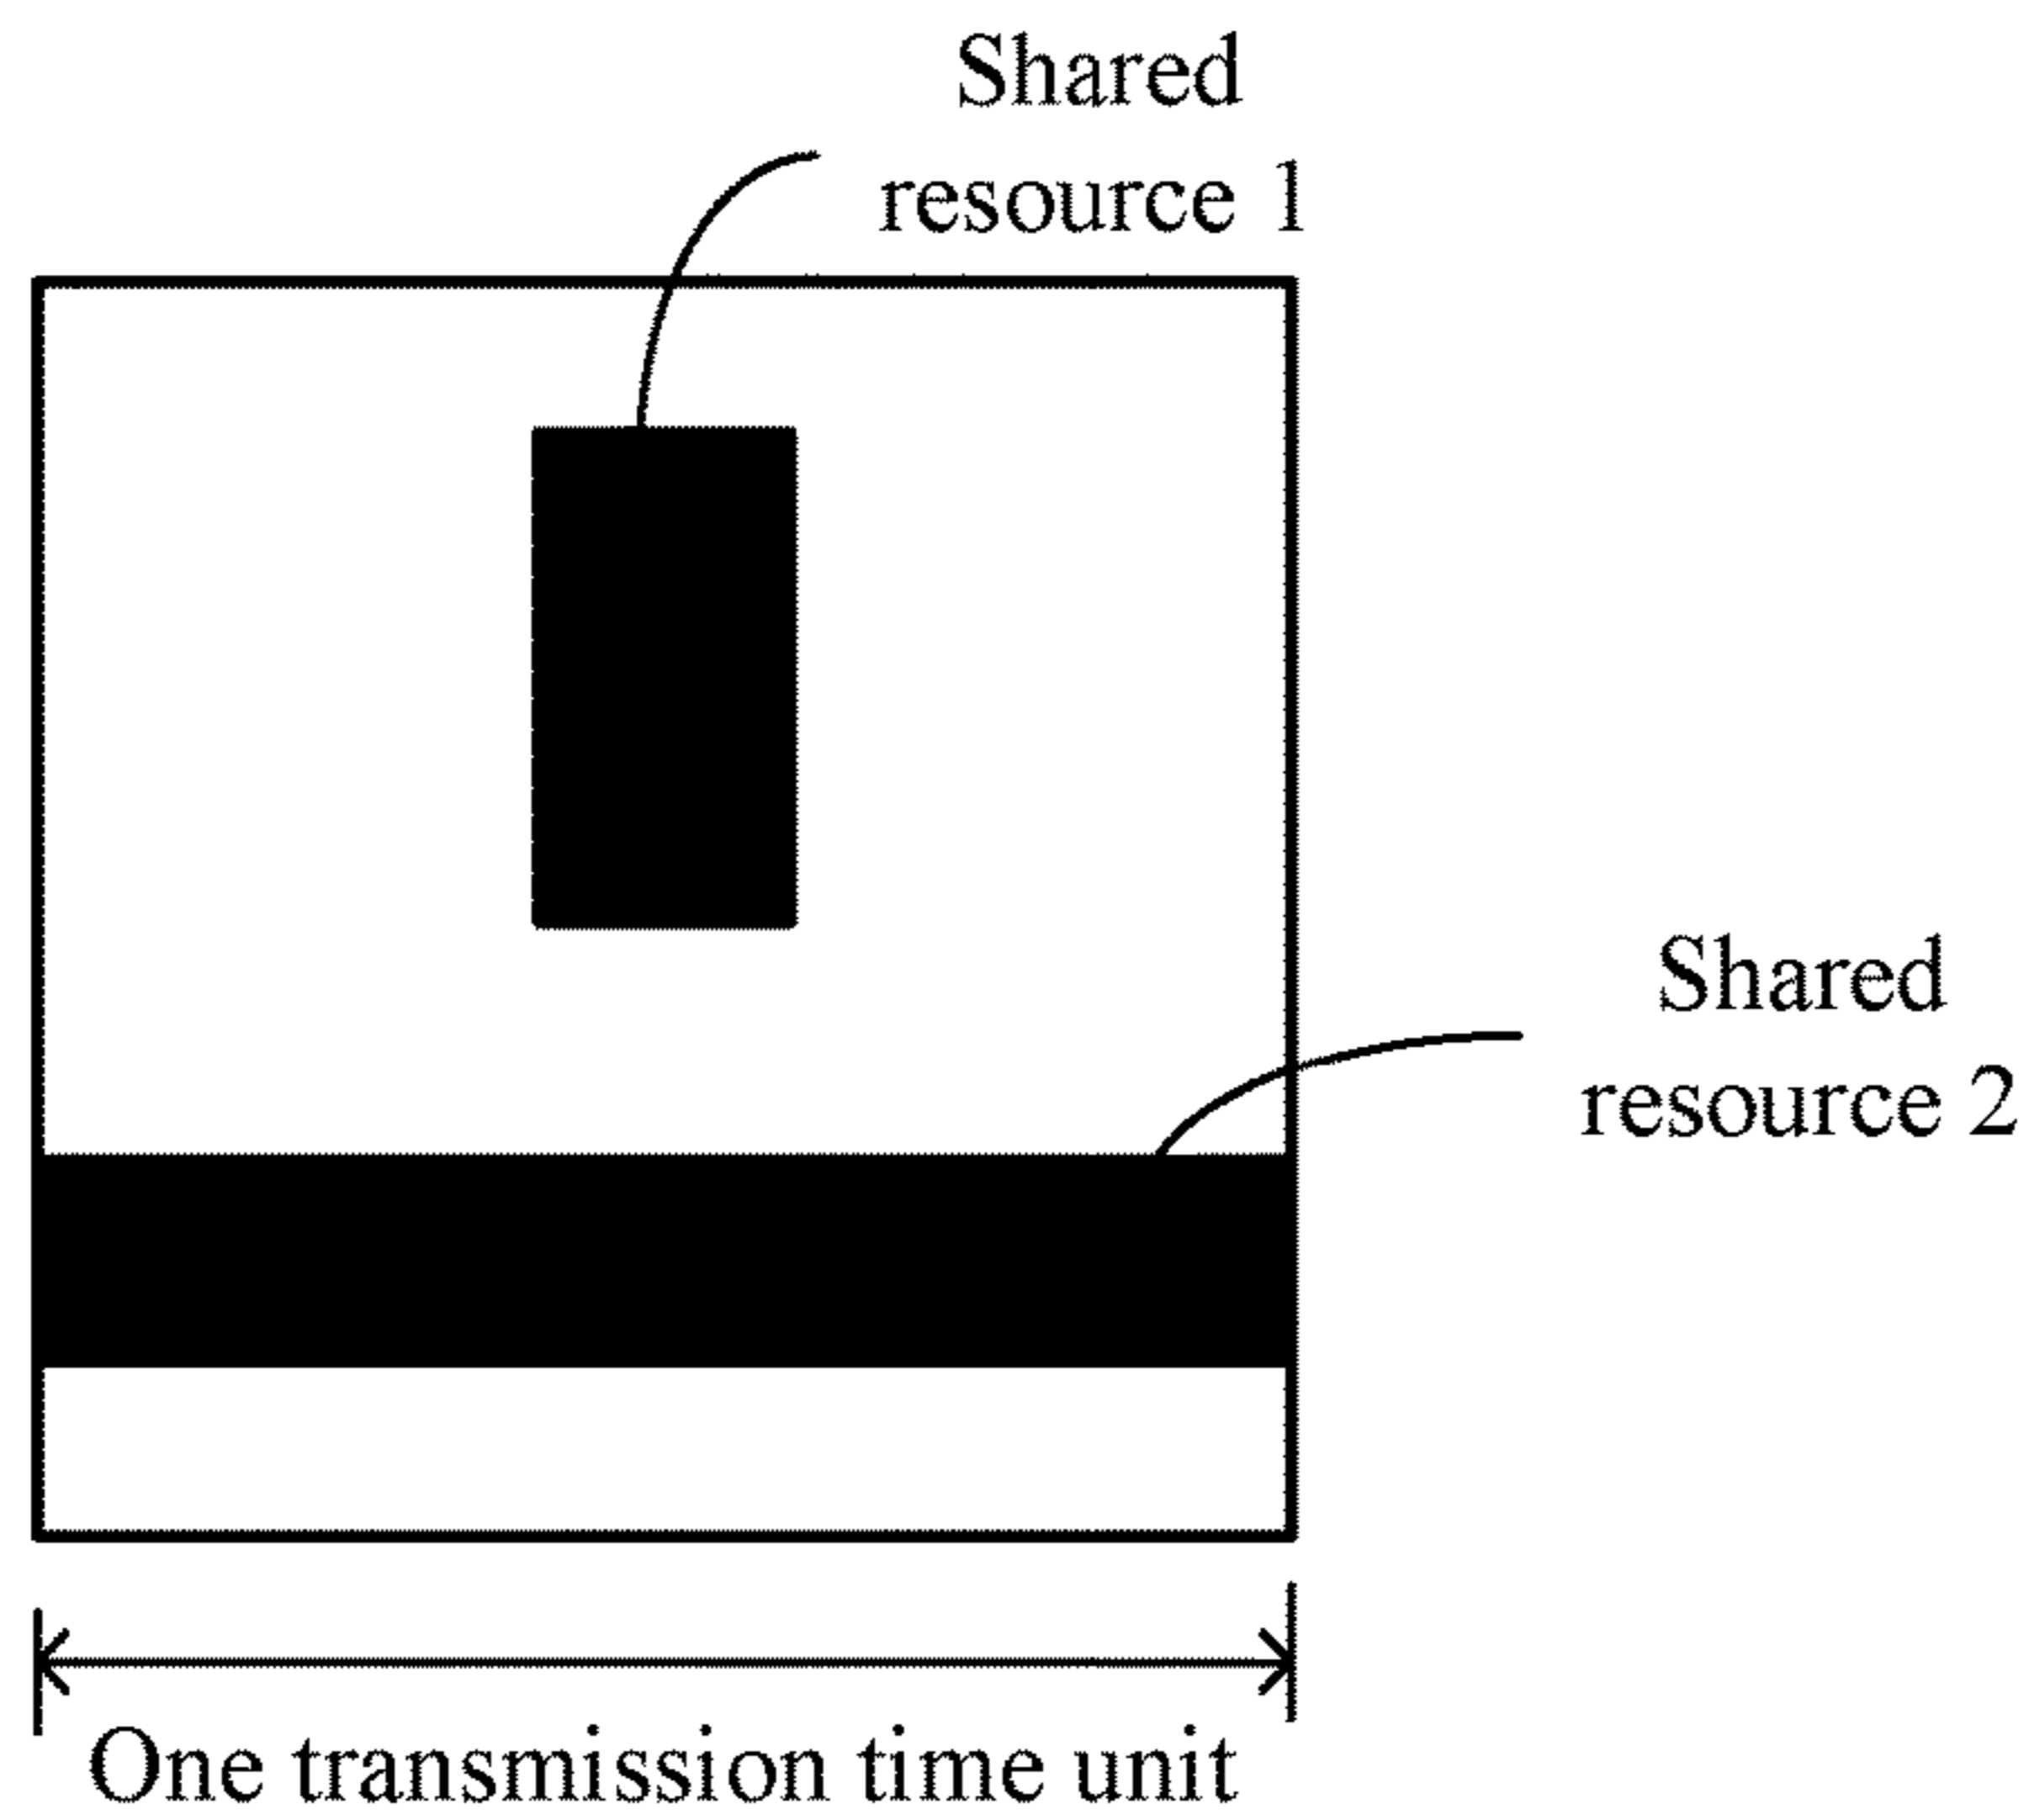 Shared
resource 1
Shared
resource 2
One transmission time unit